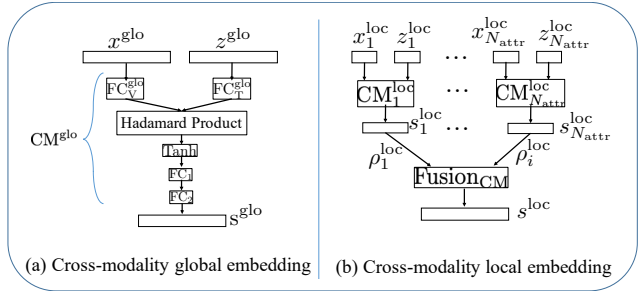 x^glo z^glo
FC_V^glo FC_T^glo
Hadamard Product
CM^glo
Tanh
FC_1
FC_2
s^glo
(a) Cross-modality global embedding
x_1^loc z_1^loc ... x_{N_attr}^loc z_{N_attr}^loc
CM_1^loc ... CM_{N_attr}^loc
s_1^loc ... s_{N_attr}^loc
ρ_1^loc ρ_i^loc
Fusion_CM
s^loc
(b) Cross-modality local embedding